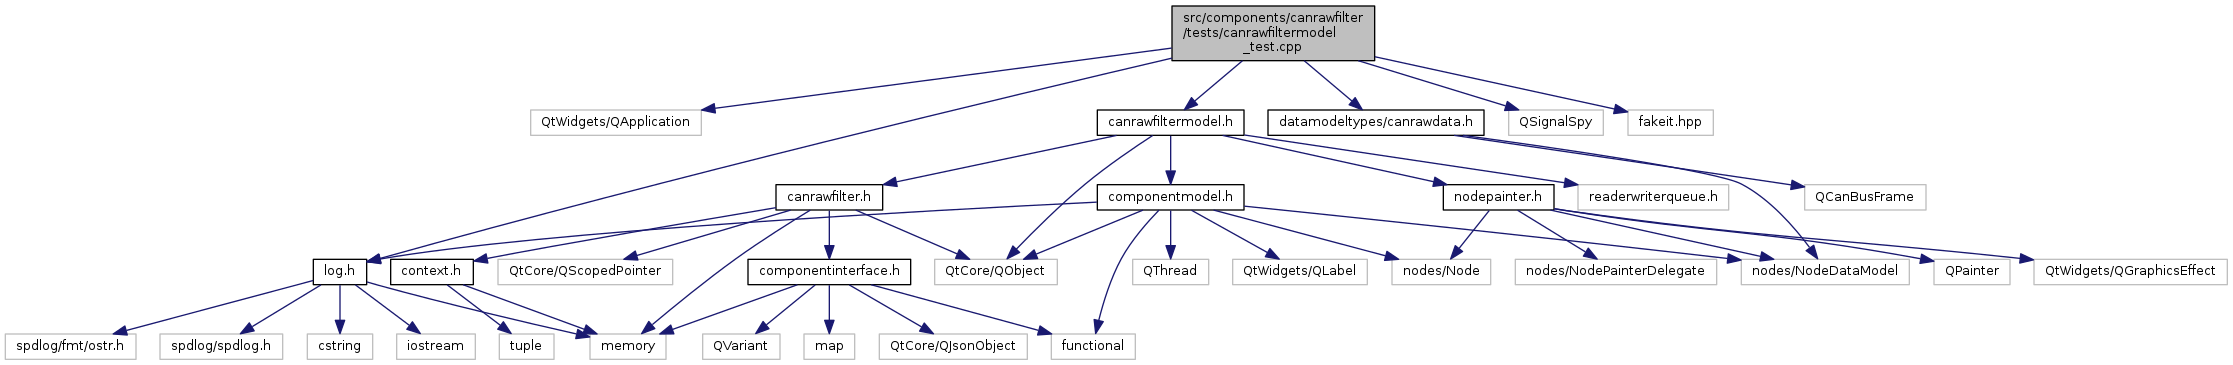 src/components/canrawfilter
/tests/canrawfiltermodel
_test.cpp
QtWidgets/QApplication
canrawfiltermodel.h
datamodeltypes/canrawdata.h
QSignalSpy
fakeit.hpp
canrawfilter.h
componentmodel.h
nodepainter.h
readerwriterqueue.h
QCanBusFrame
log.h
context.h
QtCore/QScopedPointer
componentinterface.h
QtCore/QObject
QThread
QtWidgets/QLabel
nodes/Node
nodes/NodePainterDelegate
nodes/NodeDataModel
QPainter
QtWidgets/QGraphicsEffect
spdlog/fmt/ostr.h
spdlog/spdlog.h
cstring
iostream
tuple
memory
QVariant
map
QtCore/QJsonObject
functional